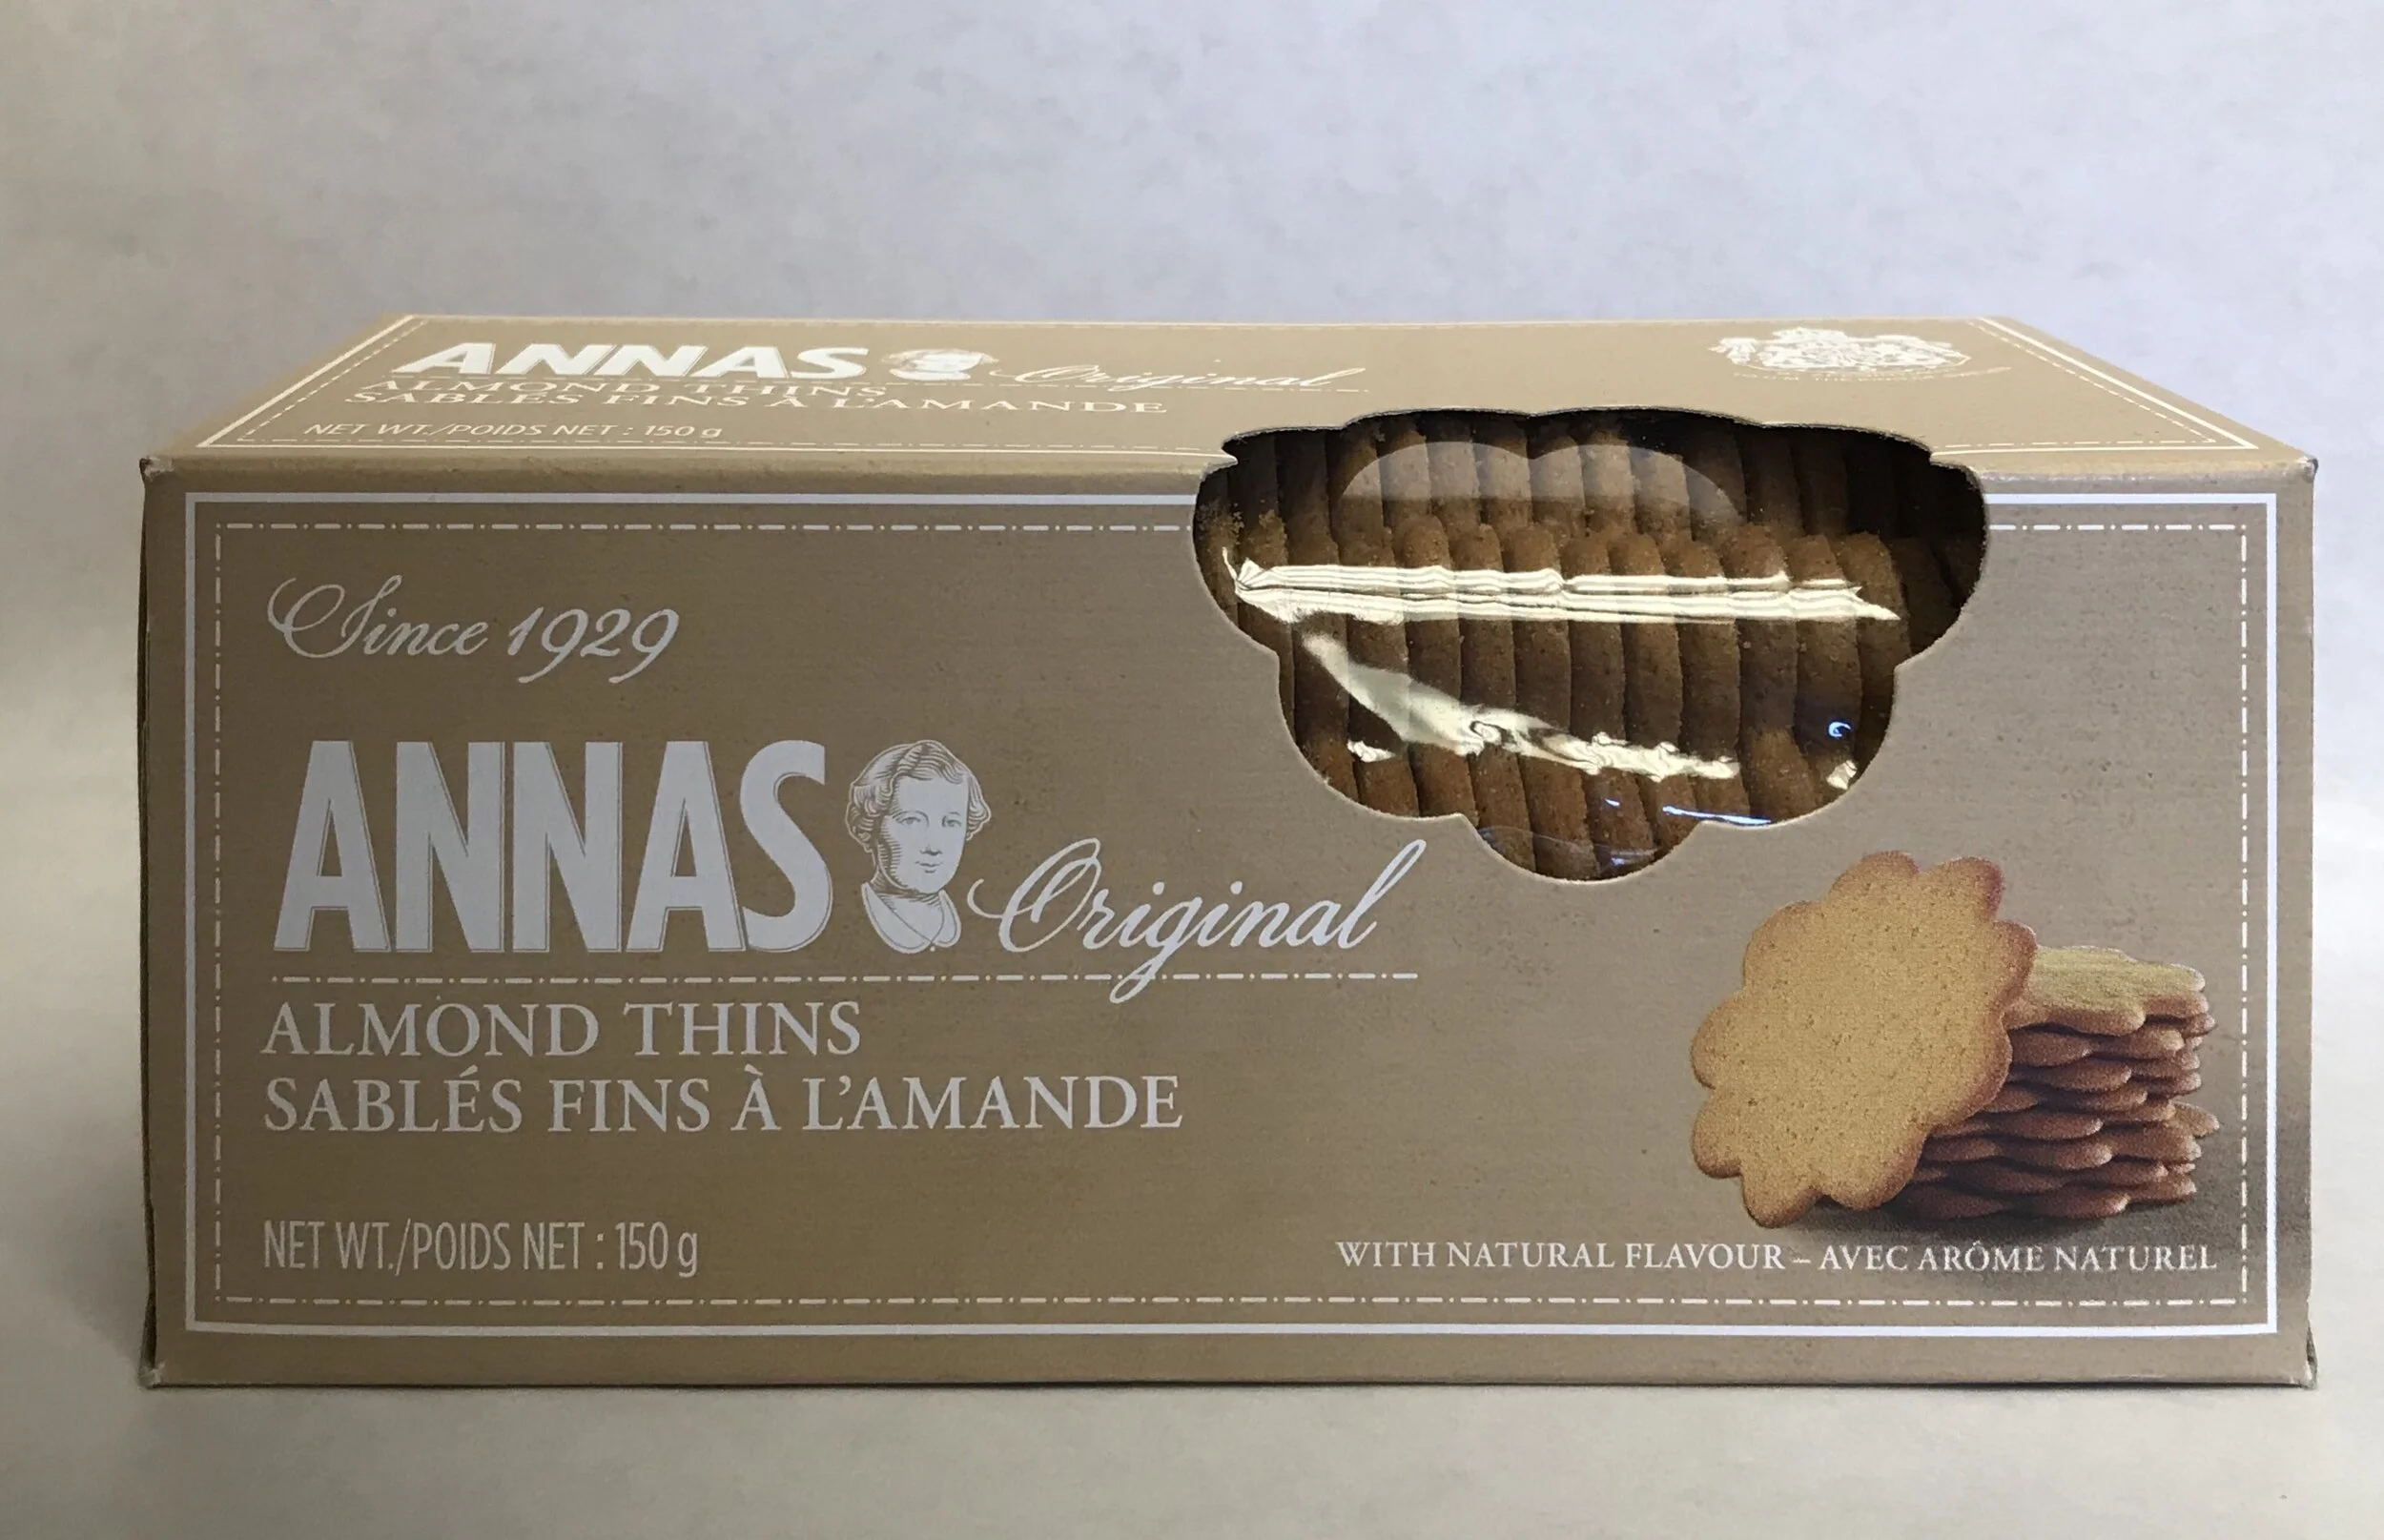 ANNAS Original
ALMOND THINS
SABLÉS FINS À L'AMANDE
NET WT./POIDS NET : 150 g
Since 1929
ANNAS Original
ALMOND THINS
SABLÉS FINS À L'AMANDE
NET WT./POIDS NET : 150 g
WITH NATURAL FLAVOUR – AVEC ARÔME NATUREL